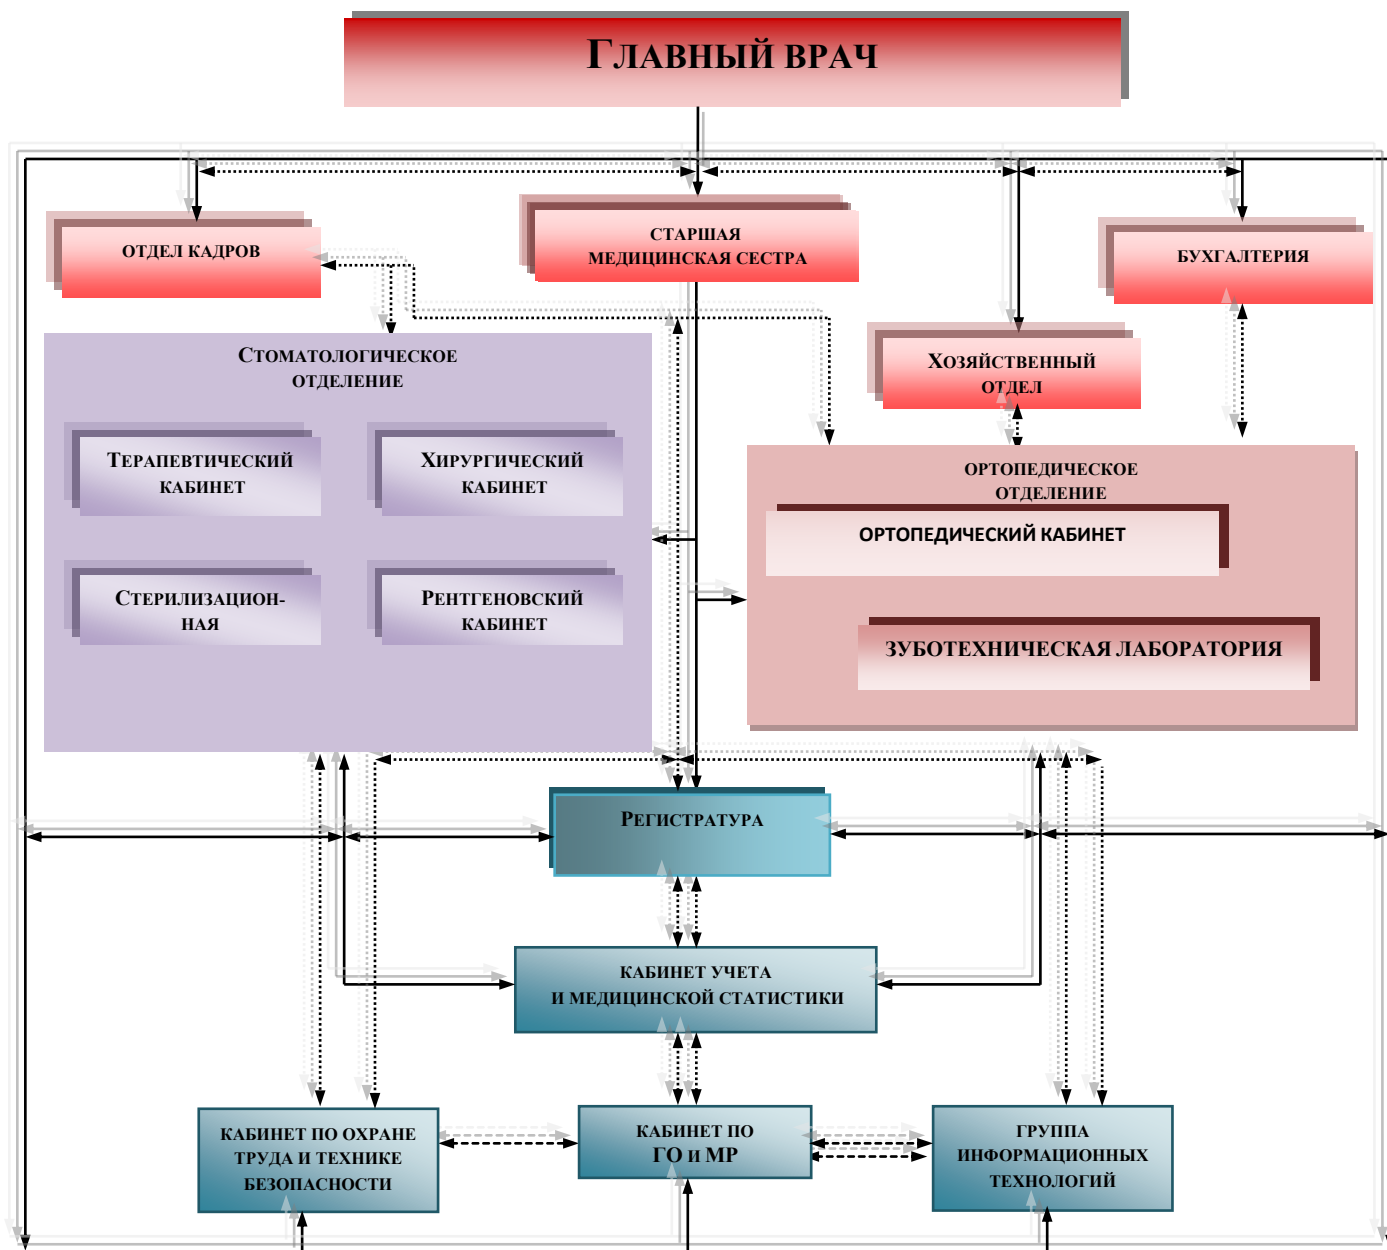 ГЛАВНЫЙ ВРАЧ
ОТДЕЛ КАДРОВ
СТАРШАЯ
МЕДИЦИНСКАЯ СЕСТРА
БУХГАЛТЕРИЯ
СТОМАТОЛОГИЧЕСКОЕ
ОТДЕЛЕНИЕ
ХОЗЯЙСТВЕННЫЙ
ОТДЕЛ
ТЕРАПЕВТИЧЕСКИЙ
КАБИНЕТ
ХИРУРГИЧЕСКИЙ
КАБИНЕТ
СТЕРИЛИЗАЦИОН-
НАЯ
РЕНТГЕНОВСКИЙ
КАБИНЕТ
ОРТОПЕДИЧЕСКОЕ
ОТДЕЛЕНИЕ
ОРТОПЕДИЧЕСКИЙ КАБИНЕТ
ЗУБОТЕХНИЧЕСКАЯ ЛАБОРАТОРИЯ
РЕГИСТРАТУРА
КАБИНЕТ УЧЕТА
И МЕДИЦИНСКОЙ СТАТИСТИКИ
КАБИНЕТ ПО ОХРАНЕ
ТРУДА И ТЕХНИКЕ
БЕЗОПАСНОСТИ
КАБИНЕТ ПО
ГО И МР
ГРУППА
ИНФОРМАЦИОННЫХ
ТЕХНОЛОГИЙ